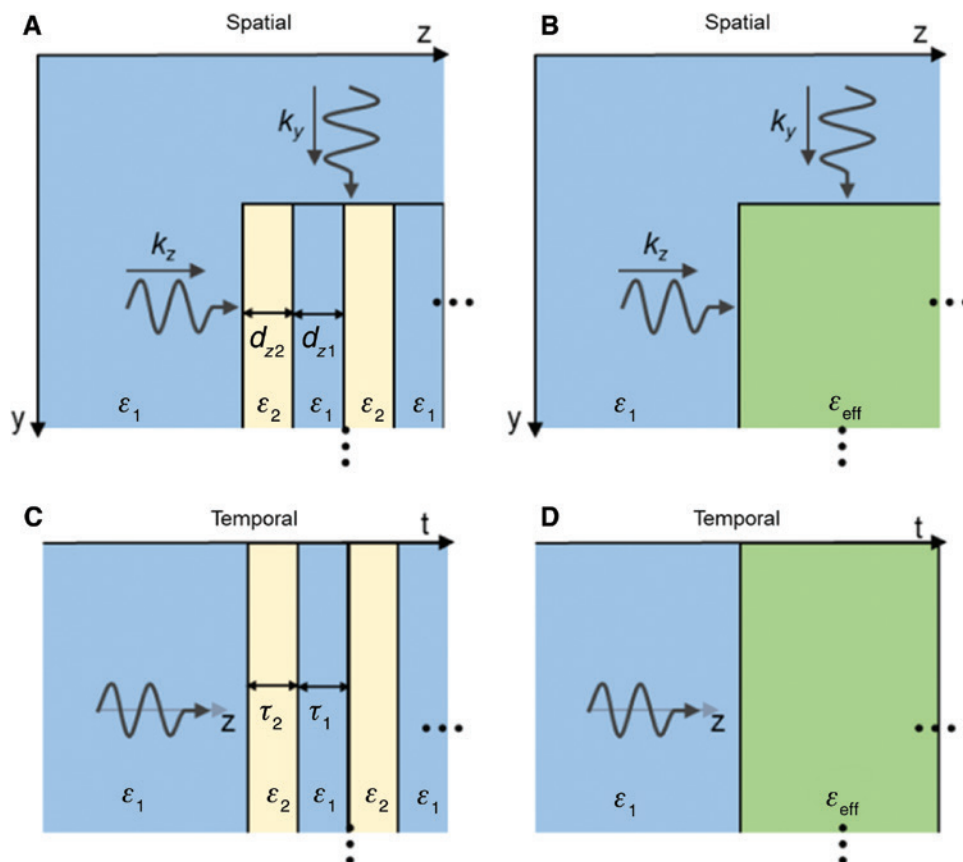 A
Spatial
z
k_y
k_z
d_z2 d_z1
ε_1 ε_2 ε_1 ε_2 ε_1
y
B
Spatial
z
k_y
k_z
ε_1 ε_eff
y
C
Temporal
t
z
τ_2 τ_1
ε_1 ε_2 ε_1 ε_2 ε_1
D
Temporal
t
z
ε_1 ε_eff